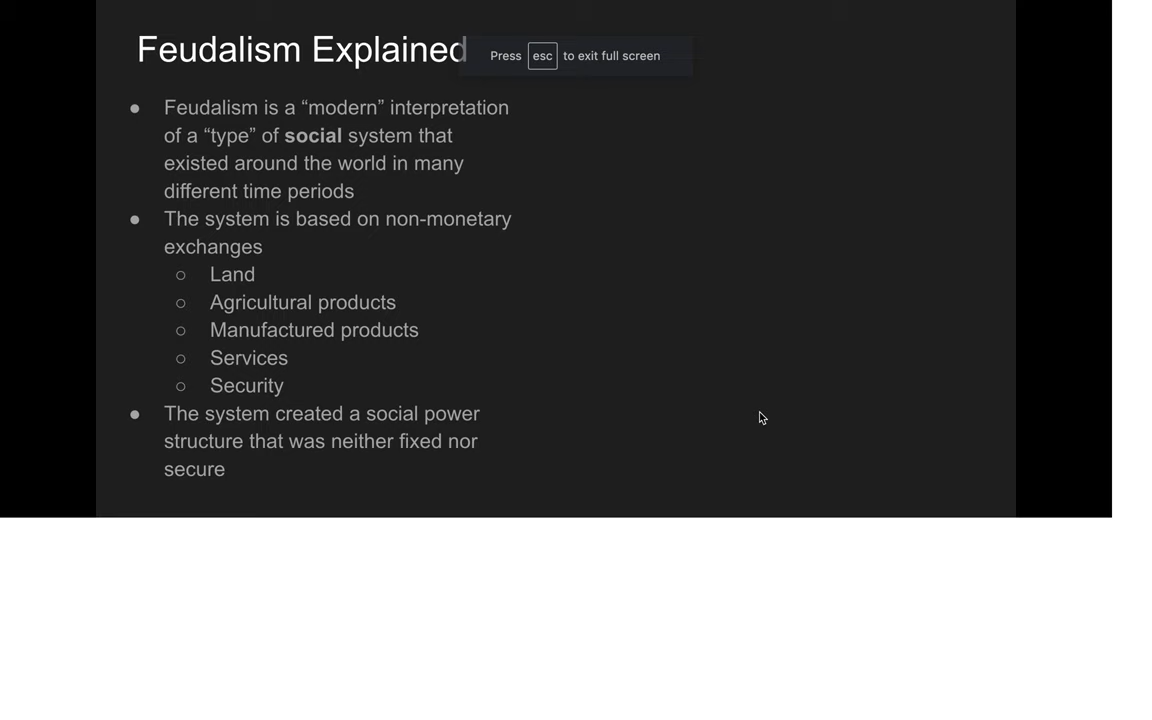 Feudalism Explained
Press esc to exit full screen
● Feudalism is a “modern” interpretation
of a “type” of social system that
existed around the world in many
different time periods
● The system is based on non-monetary
exchanges
○ Land
○ Agricultural products
○ Manufactured products
○ Services
○ Security
● The system created a social power
structure that was neither fixed nor
secure